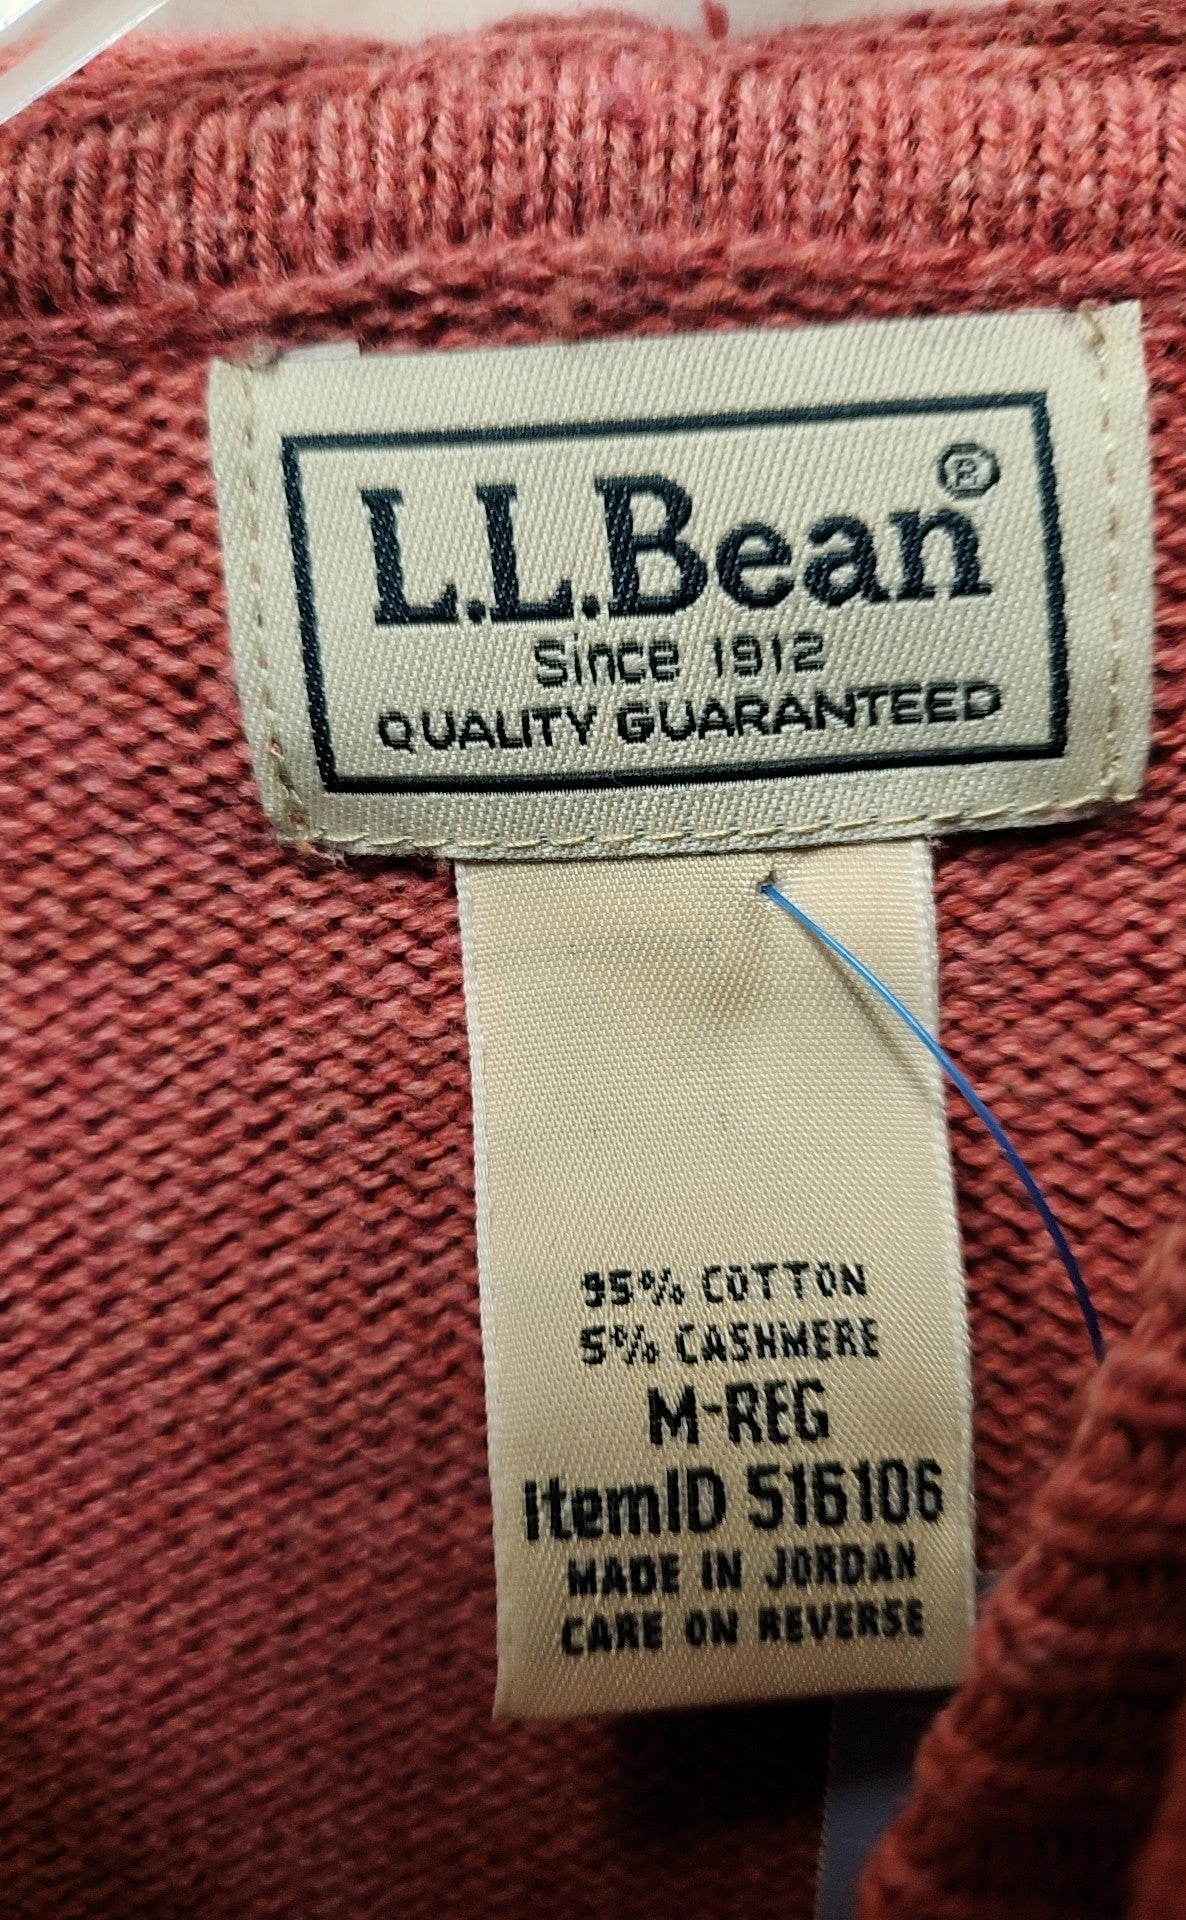 L.L.Bean®
Since 1912
QUALITY GUARANTEED
95% COTTON
5% CASHMERE
M-REG
ItemID 516106
MADE IN JORDAN
CARE ON REVERSE